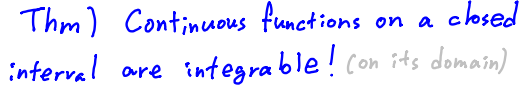 Thm) Continuous functions on a closed
interval are integrable! (on its domain)